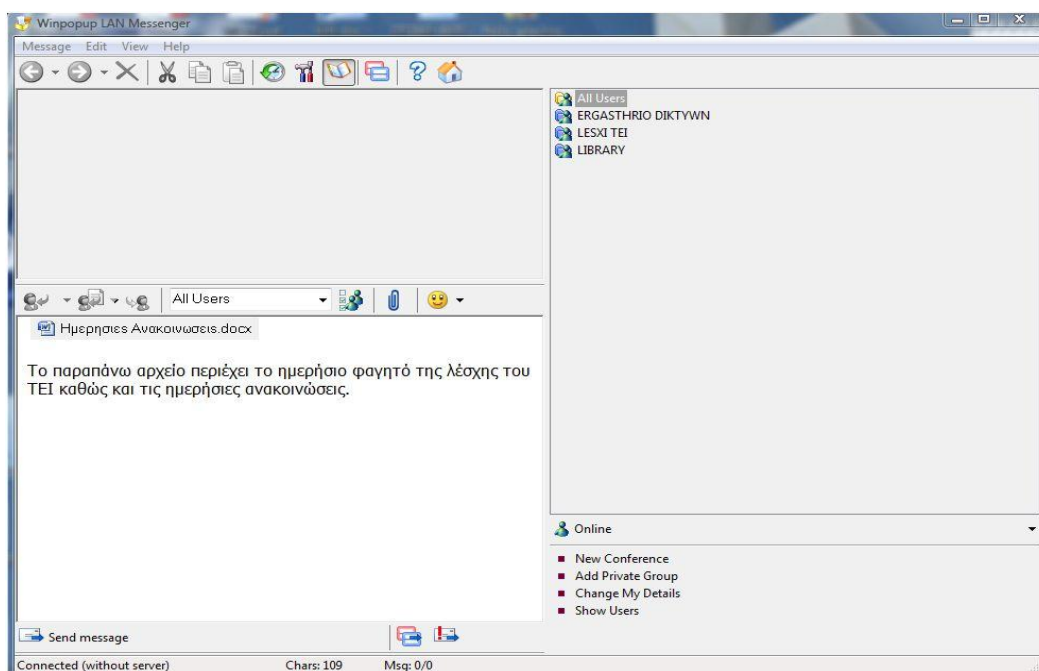 Winpopup LAN Messenger
Message Edit View Help
All Users
ERGASTHRIO DIKTYWN
LESXI TEI
LIBRARY
All Users
Ημερησιες Ανακοινωσεις.docx
Το παραπάνω αρχείο περιέχει το ημερήσιο φαγητό της λέσχης του
ΤΕΙ καθώς και τις ημερήσιες ανακοινώσεις.
Online
New Conference
Add Private Group
Change My Details
Show Users
Send message
Connected (without server) Chars: 109 Msg: 0/0